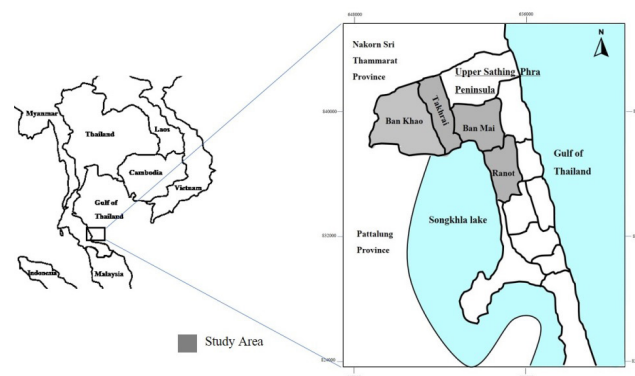 Myanmar
Thailand
Laos
Cambodia
Vietnam
Gulf of
Thailand
Indonesia
Malaysia
Study Area
N
Nakorn Sri
Thammarat
Province
Upper Sathing Phra
Peninsula
Ban Khao
Takhrai
Ban Mai
Ranot
Gulf of
Thailand
Songkhla lake
Pattalung
Province